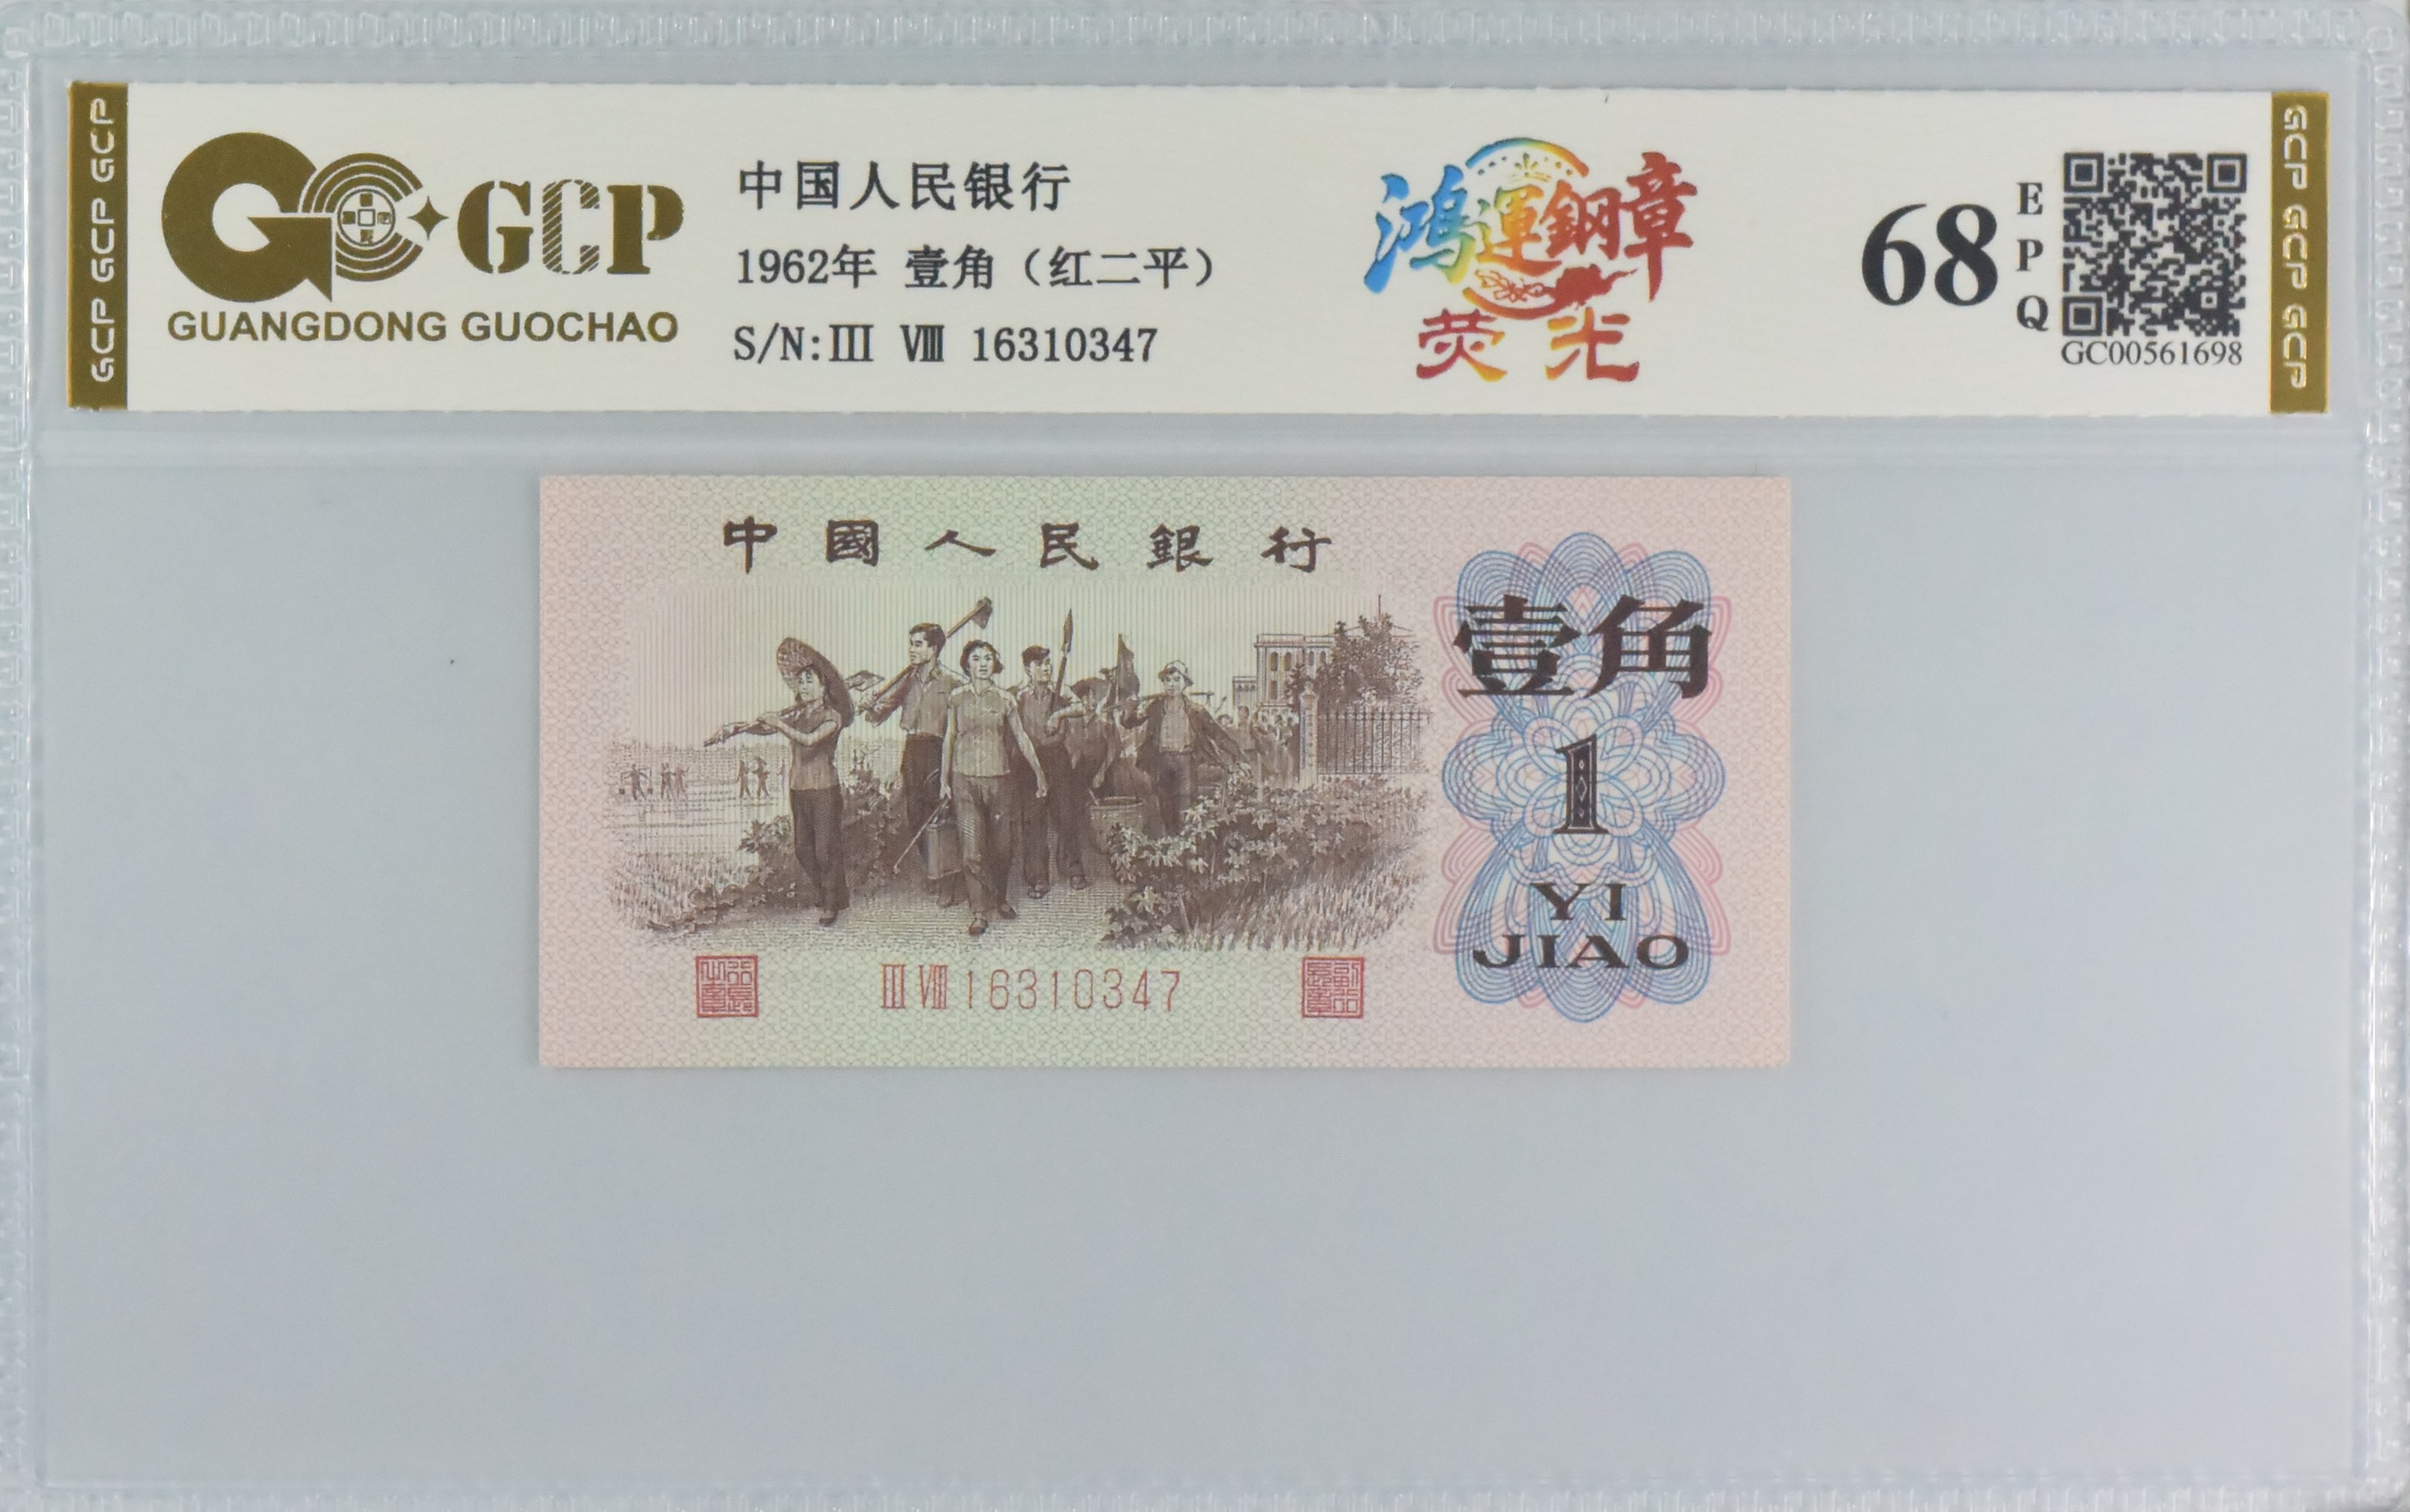 GCP GCP GCP
GCP
GUANGDONG GUOCHAO
中国人民银行
1962年 壹角（红二平）
S/N:Ⅲ Ⅷ 16310347
鸿運鋼章
荧光
68
EPQ
GC00561698
GCP GCP GCP
中國人民銀行
壹角
1
YI
JIAO
Ⅲ Ⅷ 16310347